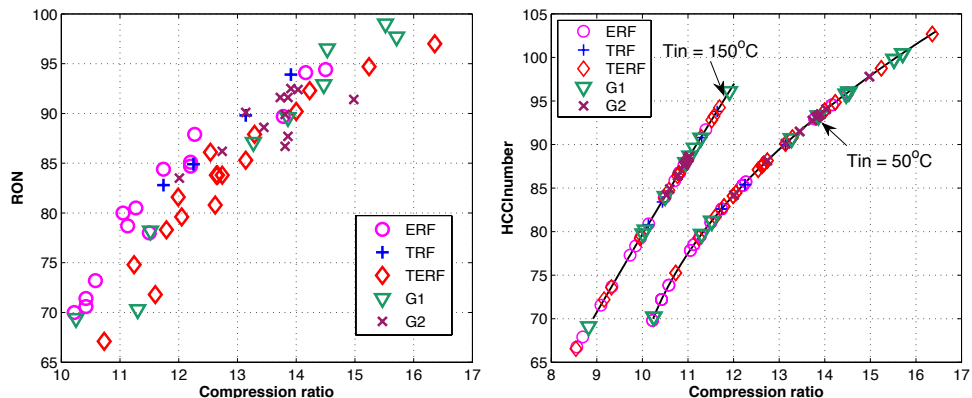 100
95
90
85
80
75
70
65
RON
ERF
TRF
TERF
G1
G2
10 11 12 13 14 15 16 17
Compression ratio
105
100
95
90
85
80
75
70
65
HCCInumber
ERF
TRF
TERF
G1
G2
Tin = 150°C
Tin = 50°C
8 9 10 11 12 13 14 15 16 17
Compression ratio